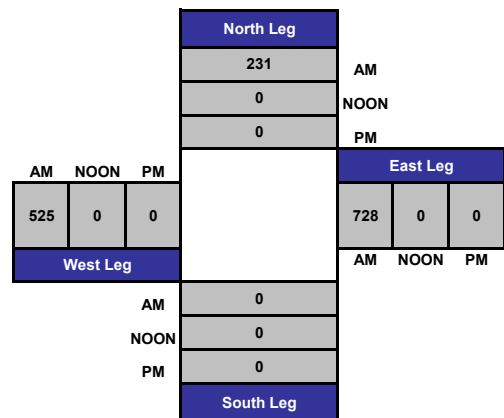 North Leg
231
AM
0
NOON
0
PM
AM NOON PM
East Leg
525 0 0
728 0 0
West Leg
AM NOON PM
AM
0
NOON
0
PM
0
South Leg